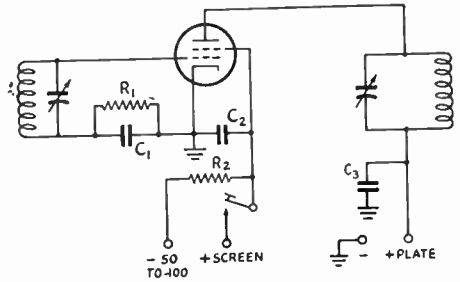 R1
C1
C2
R2
C3
- 50
TO-100
+ SCREEN
-
+ PLATE